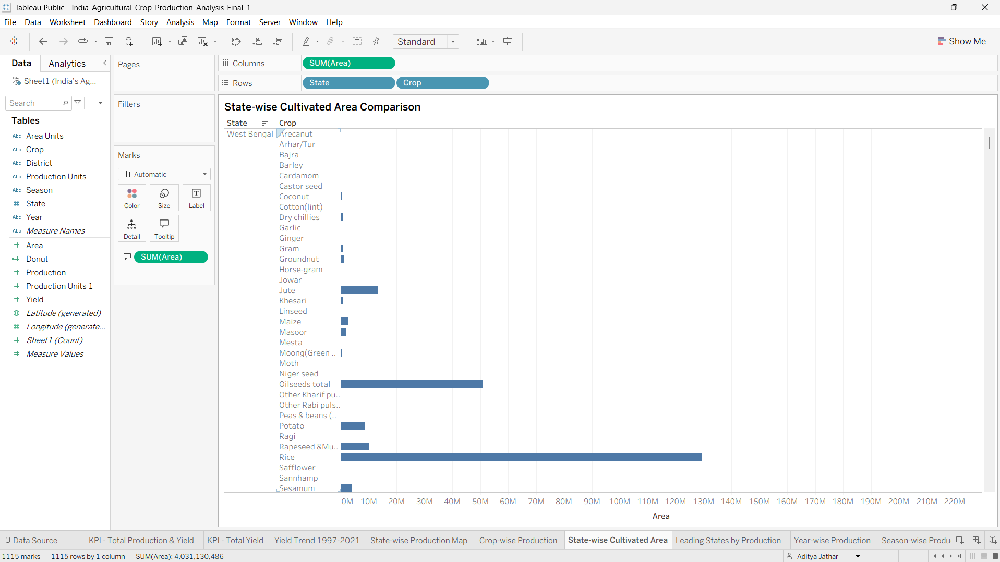 Tableau Public - India_Agricultural_Crop_Production_Analysis_Final_1
File Data Worksheet Dashboard Story Analysis Map Format Server Window Help
Standard
Show Me
Data Analytics
Sheet1 (India's Ag...
Search
Tables
Abc Area Units
Abc Crop
Abc District
Abc Production Units
Abc Season
State
Abc Year
Abc Measure Names
# Area
=# Donut
# Production
# Production Units 1
=# Yield
Latitude (generated)
Longitude (generate...
# Sheet1 (Count)
# Measure Values
Pages
Filters
Marks
Automatic
Color Size Label
Detail Tooltip
SUM(Area)
Columns SUM(Area)
Rows State Crop
State-wise Cultivated Area Comparison
State Crop
West Bengal Arecanut
Arhar/Tur
Bajra
Barley
Cardamom
Castor seed
Coconut
Cotton(lint)
Dry chillies
Garlic
Ginger
Gram
Groundnut
Horse-gram
Jowar
Jute
Khesari
Linseed
Maize
Masoor
Mesta
Moong(Green ..
Moth
Niger seed
Oilseeds total
Other Kharif pu..
Other Rabi puls..
Peas & beans (..
Potato
Ragi
Rapeseed &Mu..
Rice
Safflower
Sannhamp
Sesamum
0M 10M 20M 30M 40M 50M 60M 70M 80M 90M 100M 110M 120M 130M 140M 150M 160M 170M 180M 190M 200M 210M 220M
Area
Data Source KPI - Total Production & Yield KPI - Total Yield Yield Trend 1997-2021 State-wise Production Map Crop-wise Production State-wise Cultivated Area Leading States by Production Year-wise Production Season-wise Produ
1115 marks 1115 rows by 1 column SUM(Area): 4,031,130,486 Aditya Jathar